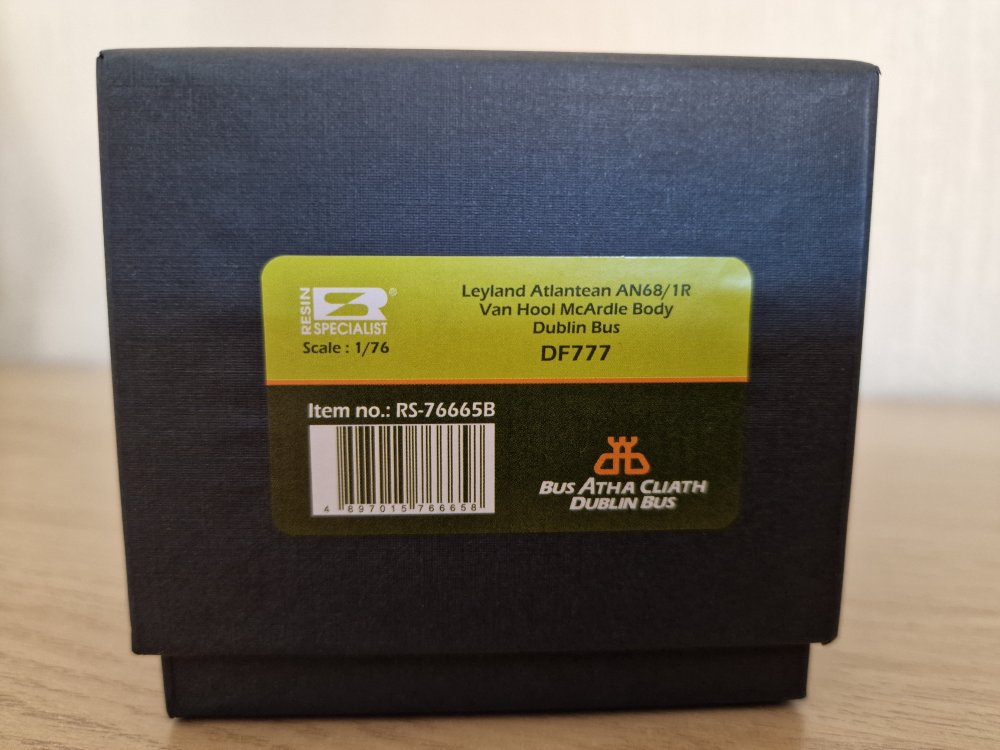 RESIN
SPECIALIST
®
Scale : 1/76
Leyland Atlantean AN68/1R
Van Hool McArdle Body
Dublin Bus
DF777
Item no.: RS-76665B
4 897015 766658
BUS ATHA CLIATH
DUBLIN BUS